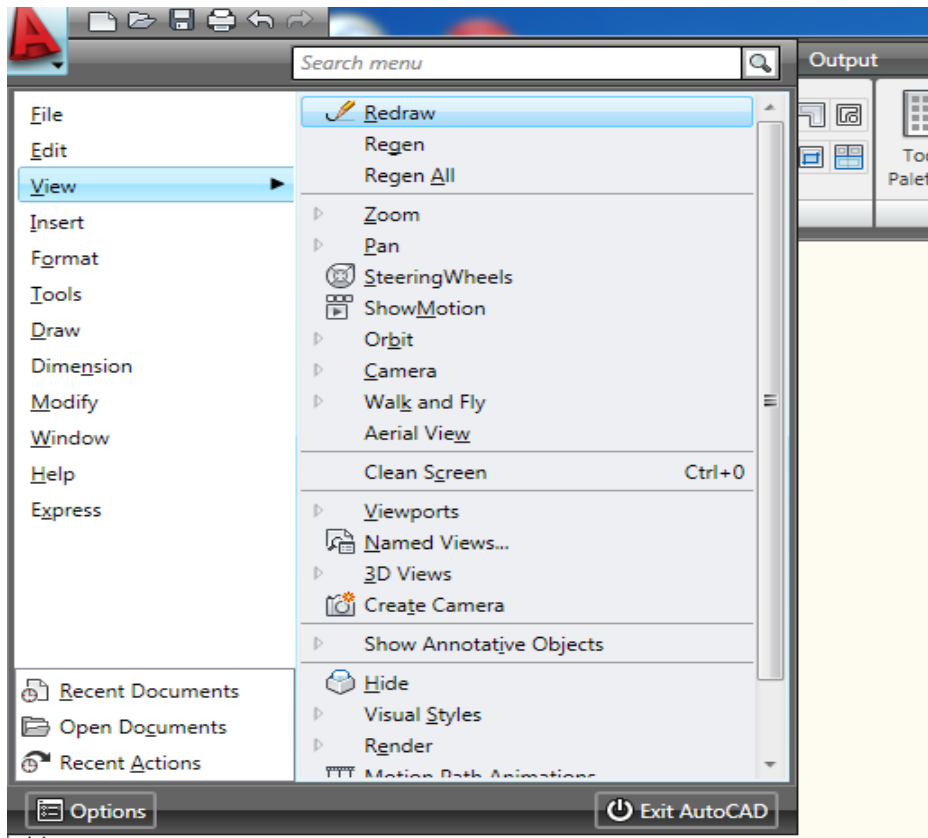 Search menu
Output
File
Edit
View
Insert
Format
Tools
Draw
Dimension
Modify
Window
Help
Express
Recent Documents
Open Documents
Recent Actions
Redraw
Regen
Regen All
Zoom
Pan
SteeringWheels
ShowMotion
Orbit
Camera
Walk and Fly
Aerial View
Clean Screen Ctrl+0
Viewports
Named Views...
3D Views
Create Camera
Show Annotative Objects
Hide
Visual Styles
Render
Motion Path Animations
Options
Exit AutoCAD